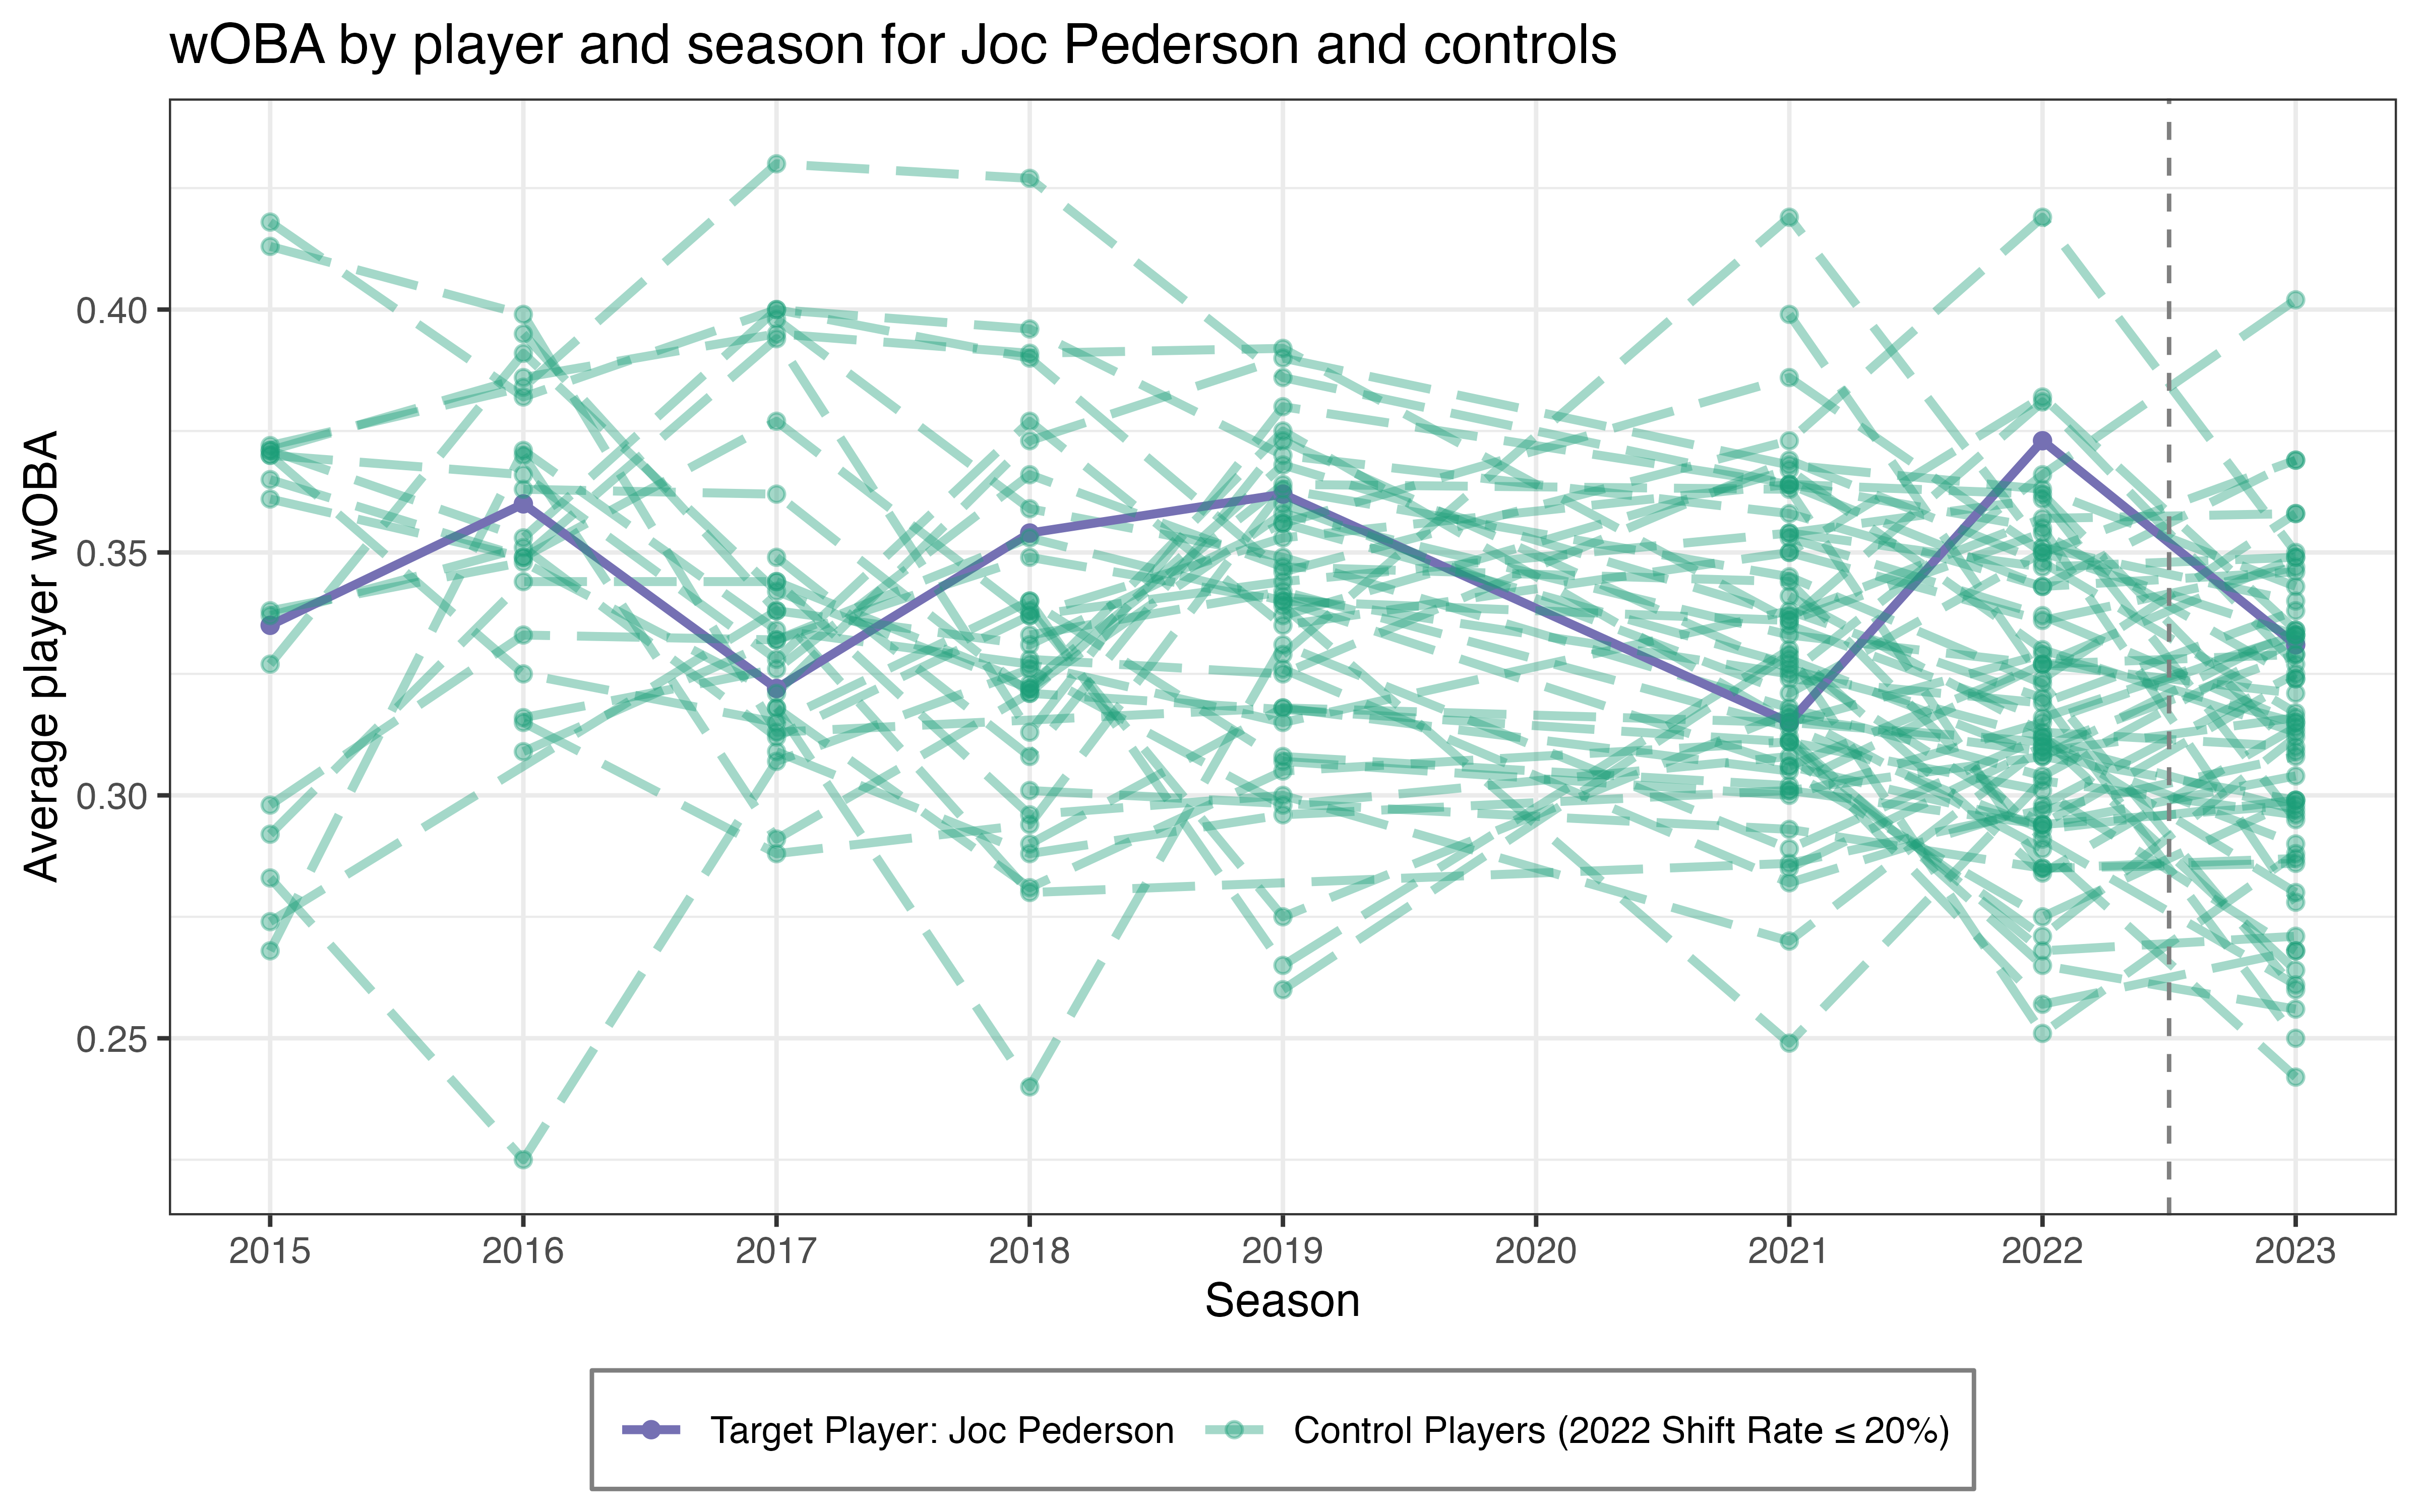 wOBA by player and season for Joc Pederson and controls
Average player wOBA
0.40
0.35
0.30
0.25
2015 2016 2017 2018 2019 2020 2021 2022 2023
Season
Target Player: Joc Pederson Control Players (2022 Shift Rate ≤ 20%)